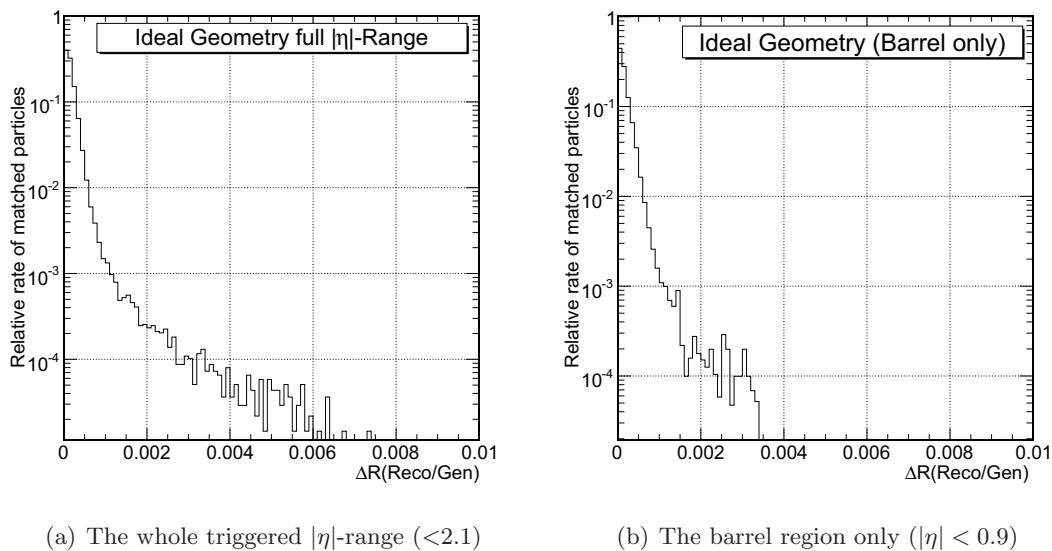 Ideal Geometry full |η|-Range
Relative rate of matched particles
1
10⁻¹
10⁻²
10⁻³
10⁻⁴
0
0.002
0.004
0.006
0.008
0.01
ΔR(Reco/Gen)
(a) The whole triggered |η|-range (<2.1)
Ideal Geometry (Barrel only)
Relative rate of matched particles
1
10⁻¹
10⁻²
10⁻³
10⁻⁴
0
0.002
0.004
0.006
0.008
0.01
ΔR(Reco/Gen)
(b) The barrel region only (|η| < 0.9)